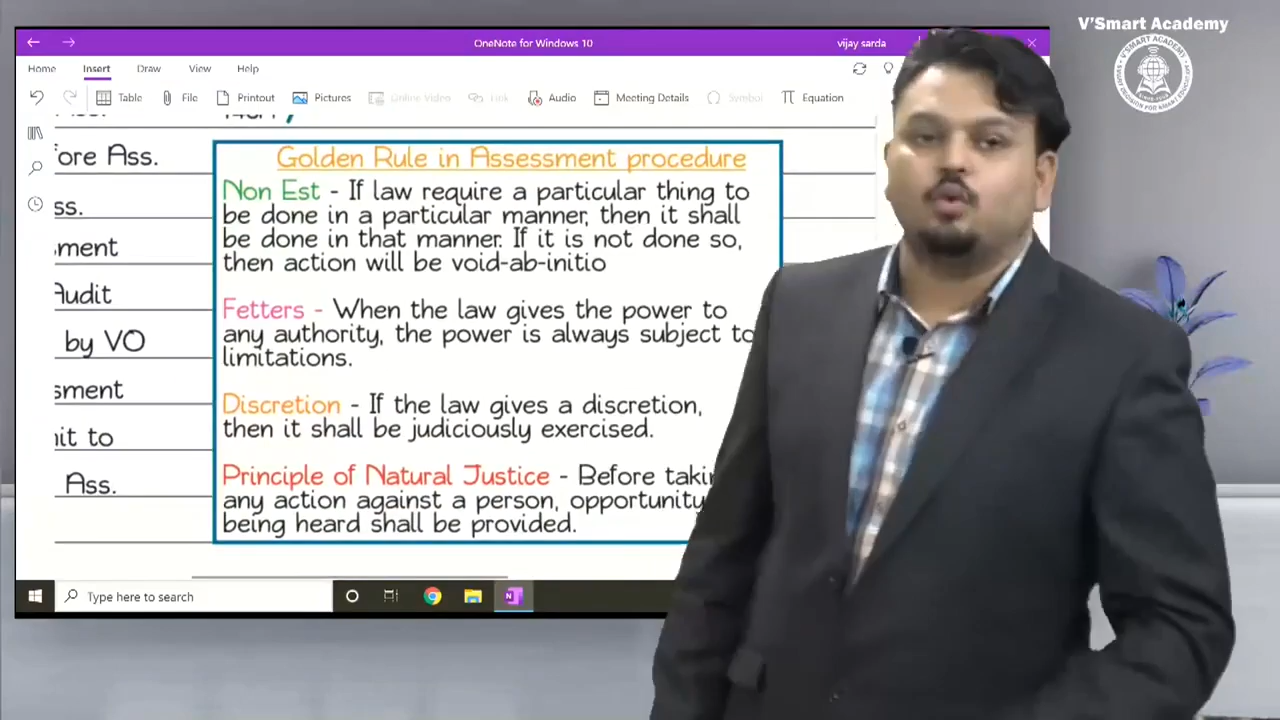 V'Smart Academy
OneNote for Windows 10
vijay sarda
Home Insert Draw View Help
Table File Printout Pictures Online Video Link Audio Meeting Details Symbol Equation
Golden Rule in Assessment procedure
fore Ass.
Non Est - If law require a particular thing to
ss.
be done in a particular manner, then it shall
sment
be done in that manner. If it is not done so,
then action will be void-ab-initio
Audit
Fetters - When the law gives the power to
by VO
any authority, the power is always subject to
limitations.
sment
Discretion - If the law gives a discretion,
then it shall be judiciously exercised.
it to
Principle of Natural Justice - Before takin
Ass.
any action against a person, opportunity
being heard shall be provided.
Type here to search